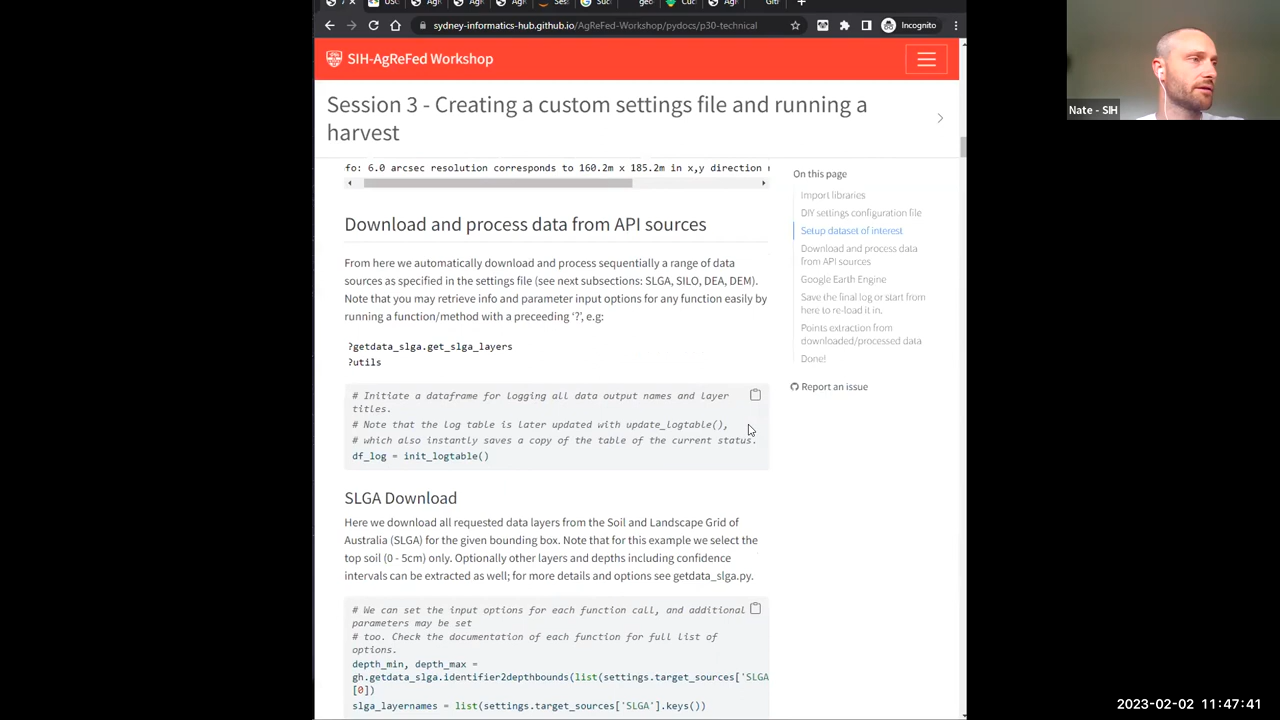 sydney-informatics-hub.github.io/AgReFed-Workshop/pydocs/p30-technical
Incognito
SIH-AgReFed Workshop
Session 3 - Creating a custom settings file and running a
harvest
fo: 6.0 arcsec resolution corresponds to 160.2m x 185.2m in x,y direction
Download and process data from API sources
From here we automatically download and process sequentially a range of data
sources as specified in the settings file (see next subsections: SLGA, SILO, DEA, DEM).
Note that you may retrieve info and parameter input options for any function easily by
running a function/method with a preceeding '?', e.g:
?getdata_slga.get_slga_layers
?utils
# Initiate a dataframe for logging all data output names and layer
titles.
# Note that the log table is later updated with update_logtable(),
# which also instantly saves a copy of the table of the current status.
df_log = init_logtable()
SLGA Download
Here we download all requested data layers from the Soil and Landscape Grid of
Australia (SLGA) for the given bounding box. Note that for this example we select the
top soil (0 - 5cm) only. Optionally other layers and depths including confidence
intervals can be extracted as well; for more details and options see getdata_slga.py.
# We can set the input options for each function call, and additional
parameters may be set
# too. Check the documentation of each function for full list of
options.
depth_min, depth_max =
gh.getdata_slga.identifier2depthbounds(list(settings.target_sources['SLGA
[0])
slga_layernames = list(settings.target_sources['SLGA'].keys())
On this page
Import libraries
DIY settings configuration file
Setup dataset of interest
Download and process data
from API sources
Google Earth Engine
Save the final log or start from
here to re-load it in.
Points extraction from
downloaded/processed data
Done!
Report an issue
Nate - SIH
2023-02-02 11:47:41